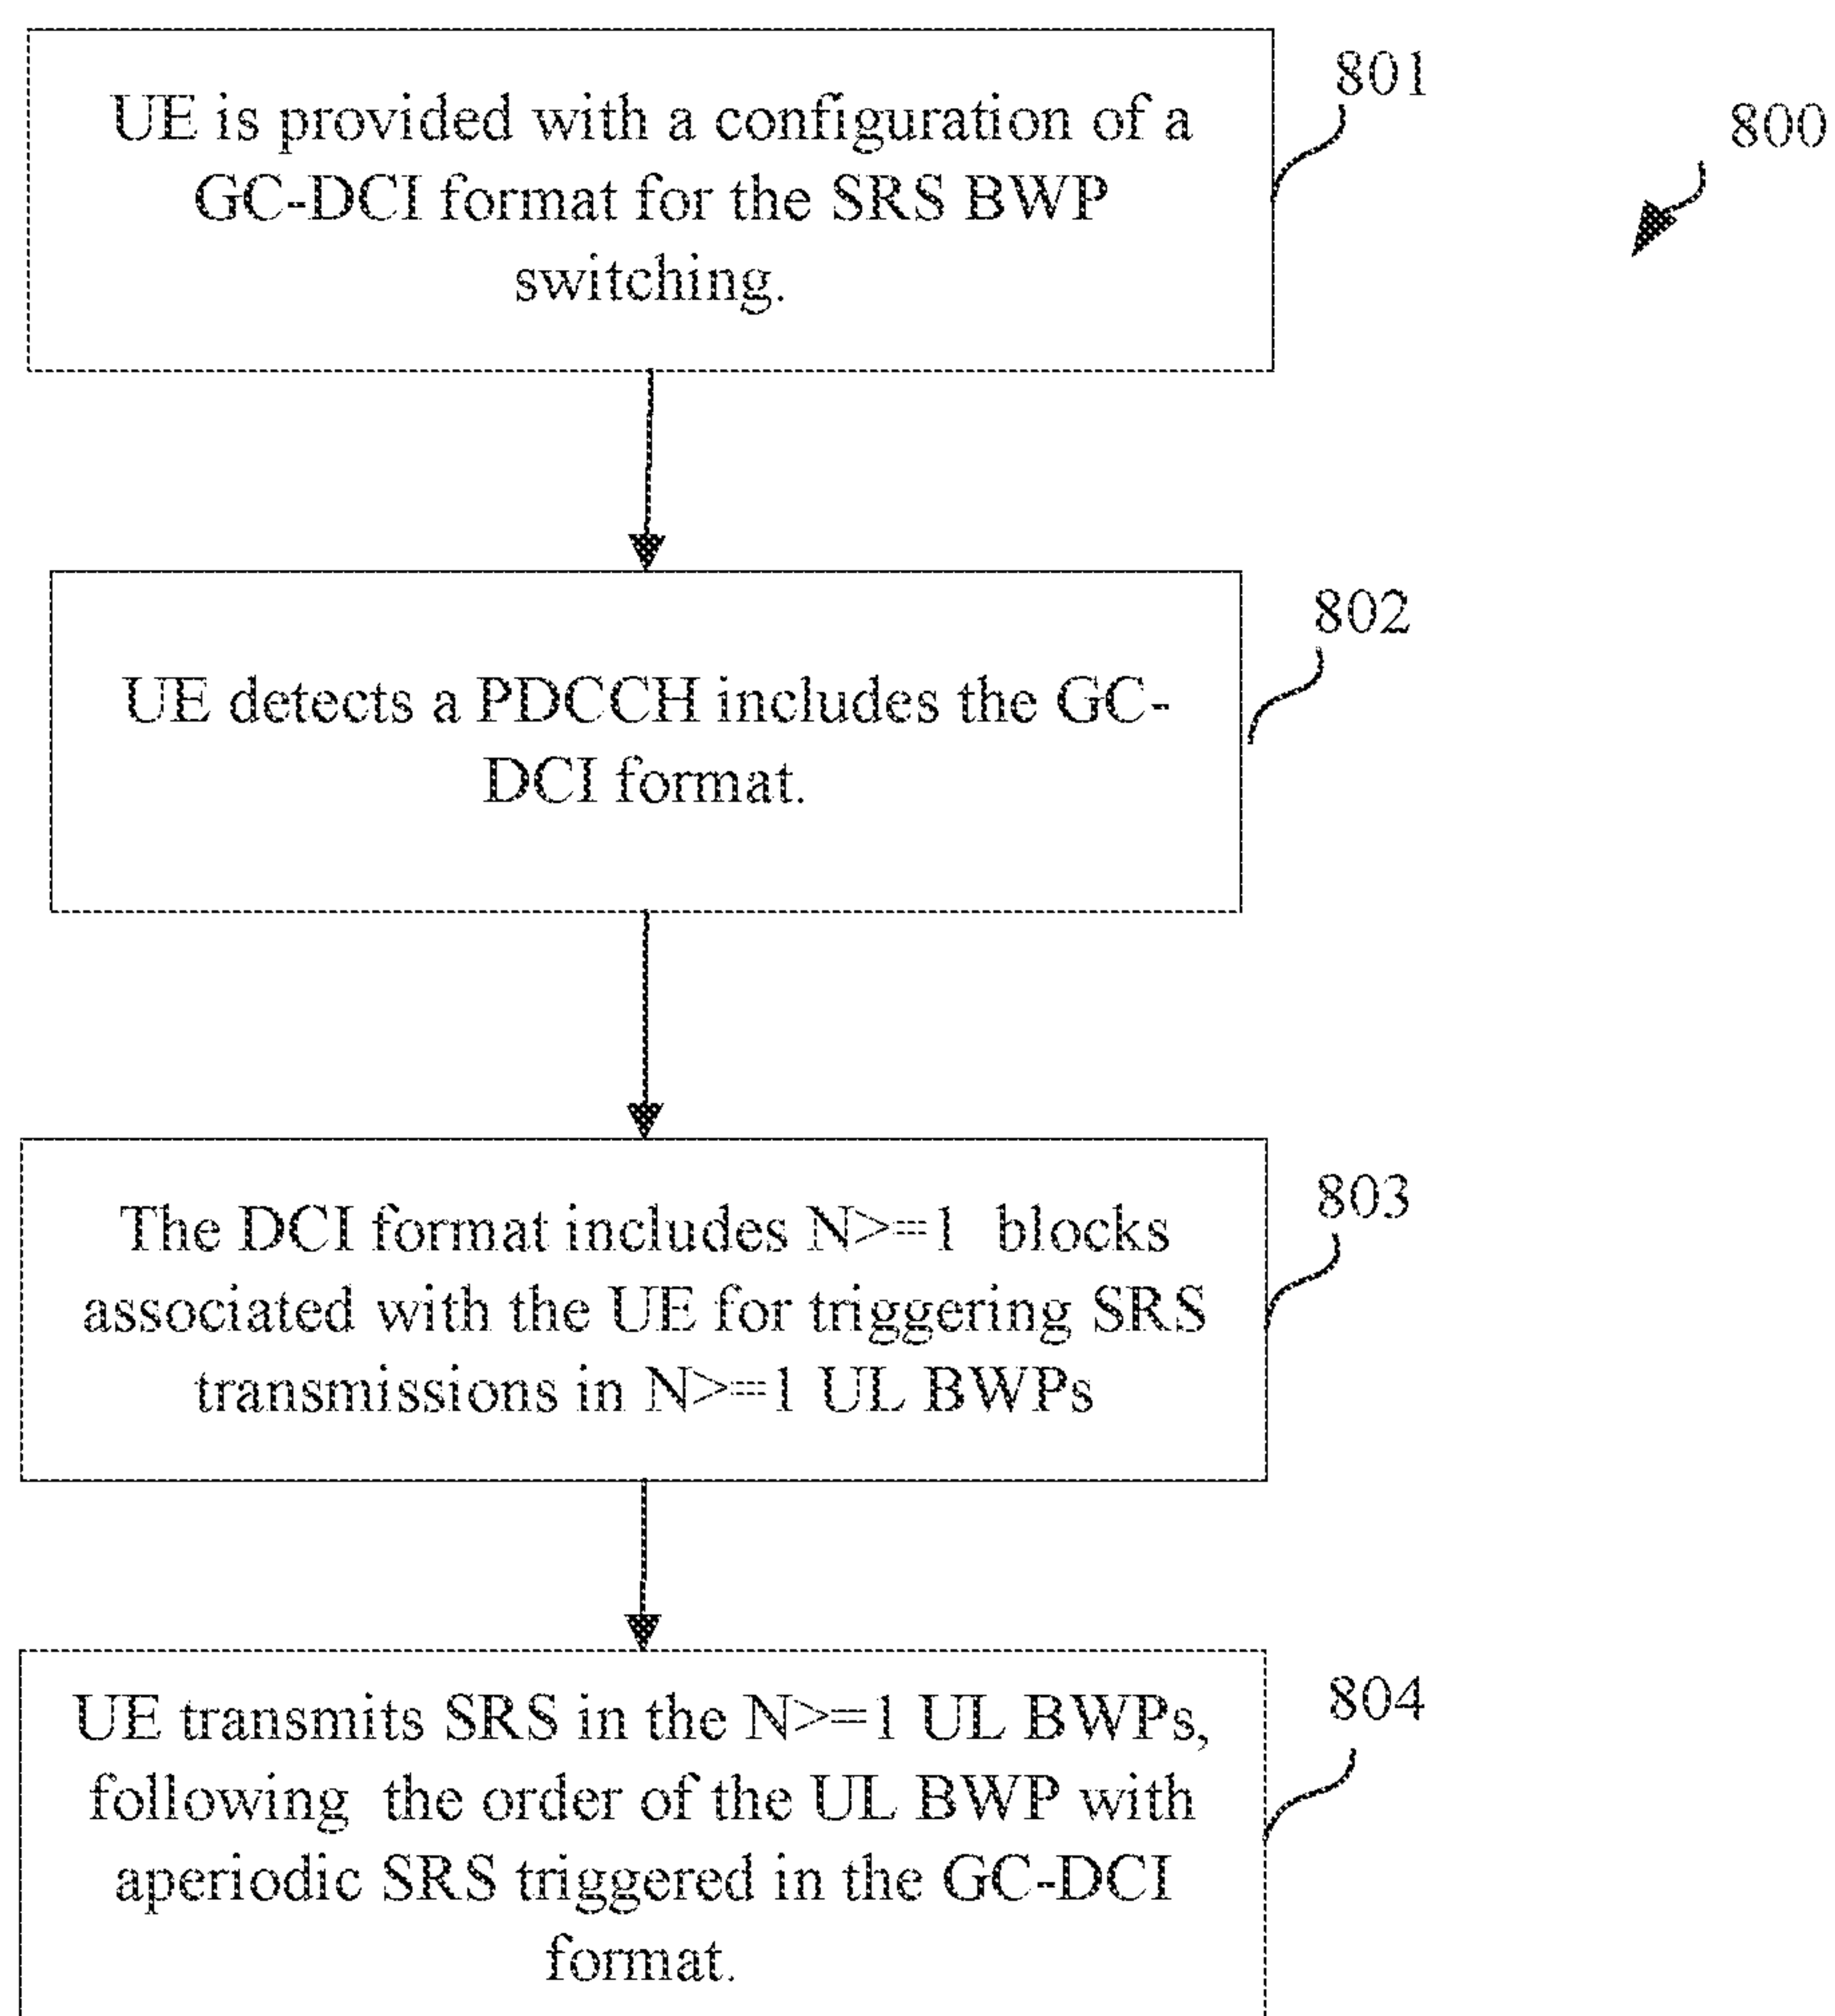 UE is provided with a configuration of a
GC-DCI format for the SRS BWP
switching.
801
800
UE detects a PDCCH includes the GC-
DCI format.
802
The DCI format includes N>=1 blocks
associated with the UE for triggering SRS
transmissions in N>=1 UL BWPs
803
UE transmits SRS in the N>=1 UL BWPs,
following the order of the UL BWP with
aperiodic SRS triggered in the GC-DCI
format.
804